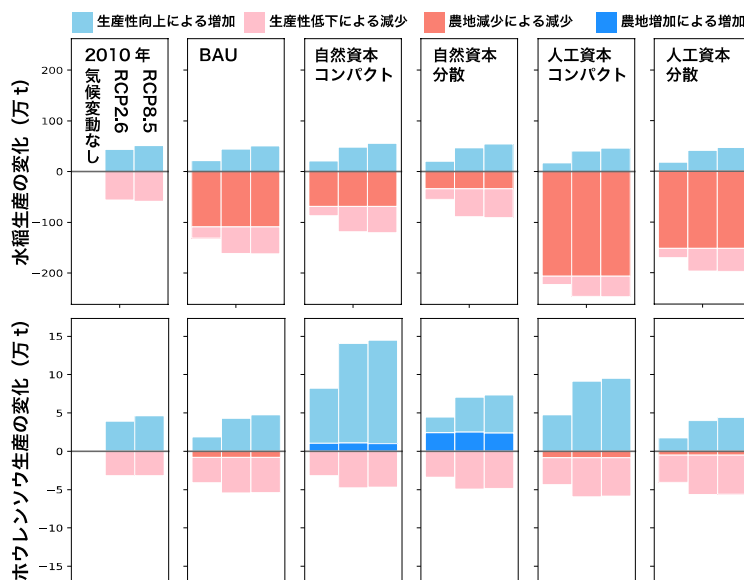 生産性向上による増加 生産性低下による減少 農地減少による減少 農地増加による増加
水稲生産の変化（万 t）
200
100
0
−100
−200
2010 年
気候変動なし
RCP2.6
RCP8.5
BAU
自然資本
コンパクト
自然資本
分散
人工資本
コンパクト
人工資本
分散
ホウレンソウ生産の変化（万 t）
15
10
5
0
−5
−10
−15